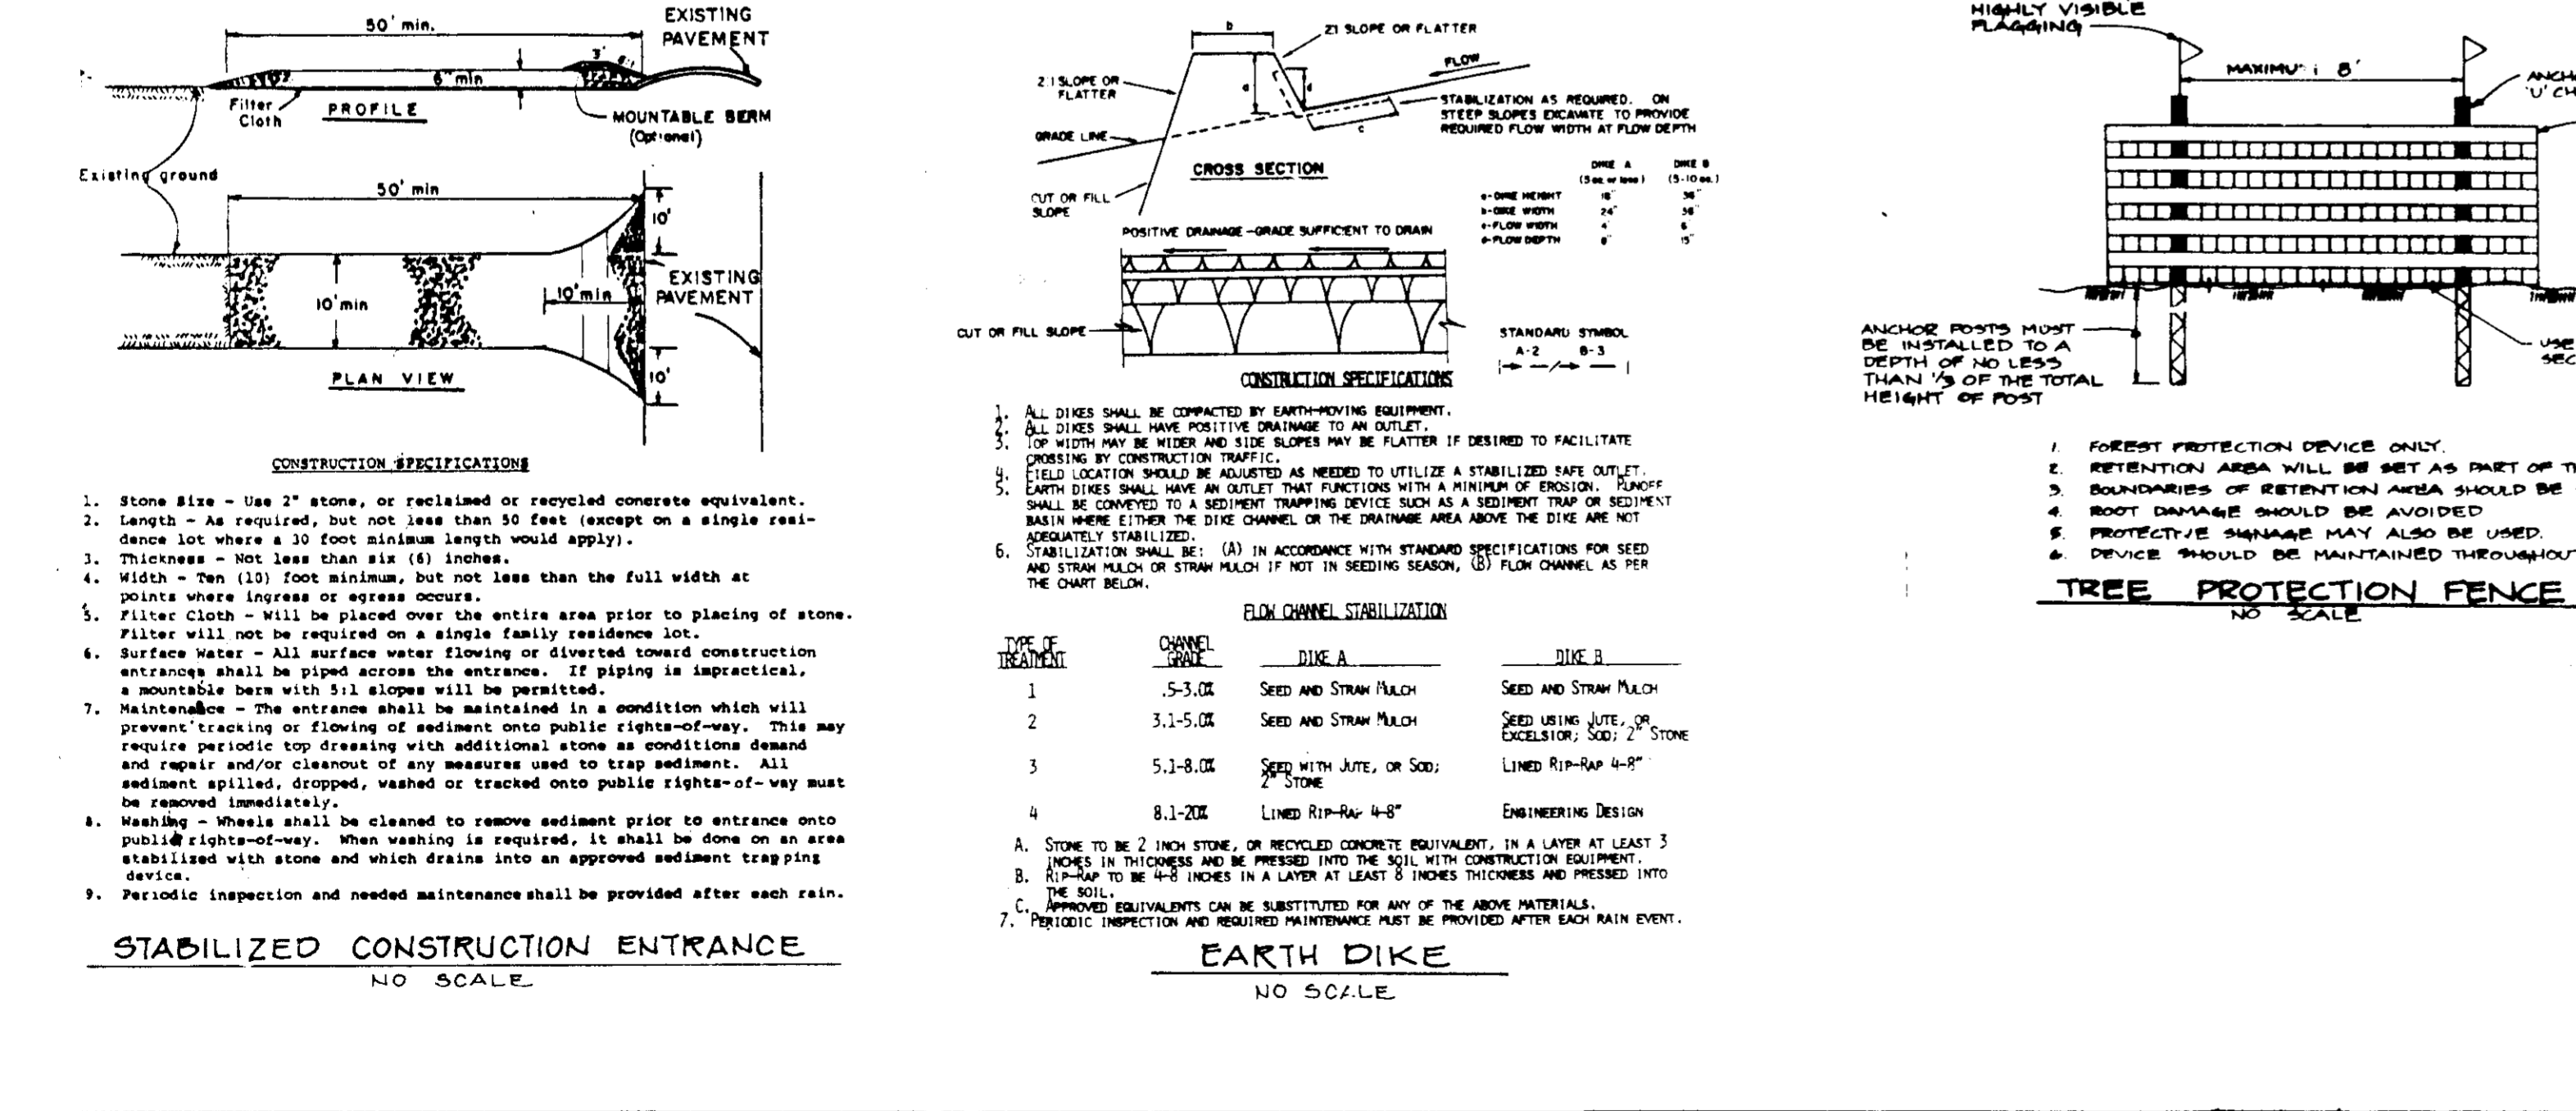 50' min.
EXISTING
PAVEMENT
3'
6" min
Filter
Cloth
PROFILE
MOUNTABLE BERM
(Optional)
Existing ground
50' min
10'
10' min
10' min
EXISTING
PAVEMENT
10'
PLAN VIEW
CONSTRUCTION SPECIFICATIONS
1. Stone Size - Use 2" stone, or reclaimed or recycled concrete equivalent.
2. Length - As required, but not less than 50 feet (except on a single resi-
dence lot where a 30 foot minimum length would apply).
3. Thickness - Not less than six (6) inches.
4. Width - Ten (10) foot minimum, but not less than the full width at
points where ingress or egress occurs.
5. Filter Cloth - Will be placed over the entire area prior to placing of stone.
Filter will not be required on a single family residence lot.
6. Surface Water - All surface water flowing or diverted toward construction
entrances shall be piped across the entrance. If piping is impractical,
a mountable berm with 5:1 slopes will be permitted.
7. Maintenance - The entrance shall be maintained in a condition which will
prevent tracking or flowing of sediment onto public rights-of-way. This may
require periodic top dressing with additional stone as conditions demand
and repair and/or cleanout of any measures used to trap sediment. All
sediment spilled, dropped, washed or tracked onto public rights-of-way must
be removed immediately.
8. Washing - Wheels shall be cleaned to remove sediment prior to entrance onto
public rights-of-way. When washing is required, it shall be done on an area
stabilized with stone and which drains into an approved sediment trapping
device.
9. Periodic inspection and needed maintenance shall be provided after each rain.
STABILIZED CONSTRUCTION ENTRANCE
NO SCALE
b
2:1 SLOPE OR FLATTER
2:1 SLOPE OR
FLATTER
FLOW
a
d
c
STABILIZATION AS REQUIRED. ON
STEEP SLOPES EXCAVATE TO PROVIDE
REQUIRED FLOW WIDTH AT FLOW DEPTH
GRADE LINE
CROSS SECTION
CUT OR FILL
SLOPE
DIKE A DIKE B
(5 ac. or less) (5-10 ac.)
a-DIKE HEIGHT 18" 36"
b-DIKE WIDTH 24" 36"
c-FLOW WIDTH 4' 6'
d-FLOW DEPTH 8" 15"
POSITIVE DRAINAGE-GRADE SUFFICIENT TO DRAIN
CUT OR FILL SLOPE
STANDARD SYMBOL
A-2 B-3
CONSTRUCTION SPECIFICATIONS
1. ALL DIKES SHALL BE COMPACTED BY EARTH-MOVING EQUIPMENT.
2. ALL DIKES SHALL HAVE POSITIVE DRAINAGE TO AN OUTLET.
3. TOP WIDTH MAY BE WIDER AND SIDE SLOPES MAY BE FLATTER IF DESIRED TO FACILITATE
CROSSING BY CONSTRUCTION TRAFFIC.
4. FIELD LOCATION SHOULD BE ADJUSTED AS NEEDED TO UTILIZE A STABILIZED SAFE OUTLET.
5. EARTH DIKES SHALL HAVE AN OUTLET THAT FUNCTIONS WITH A MINIMUM OF EROSION. RUNOFF
SHALL BE CONVEYED TO A SEDIMENT TRAPPING DEVICE SUCH AS A SEDIMENT TRAP OR SEDIMENT
BASIN WHERE EITHER THE DIKE CHANNEL OR THE DRAINAGE AREA ABOVE THE DIKE ARE NOT
ADEQUATELY STABILIZED.
6. STABILIZATION SHALL BE: (A) IN ACCORDANCE WITH STANDARD SPECIFICATIONS FOR SEED
AND STRAW MULCH OR STRAW MULCH IF NOT IN SEEDING SEASON, (B) FLOW CHANNEL AS PER
THE CHART BELOW.
FLOW CHANNEL STABILIZATION
TYPE OF TREATMENT CHANNEL GRADE DIKE A DIKE B
1 .5-3.0% SEED AND STRAW MULCH SEED AND STRAW MULCH
2 3.1-5.0% SEED AND STRAW MULCH SEED USING JUTE, OR
EXCELSIOR; SOD; 2" STONE
3 5.1-8.0% SEED WITH JUTE, OR SOD; LINED RIP-RAP 4-8"
2" STONE
4 8.1-20% LINED RIP-RAP 4-8" ENGINEERING DESIGN
A. STONE TO BE 2 INCH STONE, OR RECYCLED CONCRETE EQUIVALENT, IN A LAYER AT LEAST 3
INCHES IN THICKNESS AND BE PRESSED INTO THE SOIL WITH CONSTRUCTION EQUIPMENT.
B. RIP-RAP TO BE 4-8 INCHES IN A LAYER AT LEAST 8 INCHES THICKNESS AND PRESSED INTO
THE SOIL.
C. APPROVED EQUIVALENTS CAN BE SUBSTITUTED FOR ANY OF THE ABOVE MATERIALS.
7. PERIODIC INSPECTION AND REQUIRED MAINTENANCE MUST BE PROVIDED AFTER EACH RAIN EVENT.
EARTH DIKE
NO SCALE
HIGHLY VISIBLE
FLAGGING
MAXIMUM 8'
'U'
ANCHOR POSTS MUST
BE INSTALLED TO A
DEPTH OF NO LESS
THAN 1/3 OF THE TOTAL
HEIGHT OF POST
USE
1. FOREST PROTECTION DEVICE ONLY.
2. RETENTION AREA WILL BE SET AS PART OF
3. BOUNDARIES OF RETENTION AREA SHOULD BE
4. ROOT DAMAGE SHOULD BE AVOIDED
5. PROTECTIVE SIGNAGE MAY ALSO BE USED.
6. DEVICE SHOULD BE MAINTAINED THROUGHOUT
TREE PROTECTION FENCE
NO SCALE